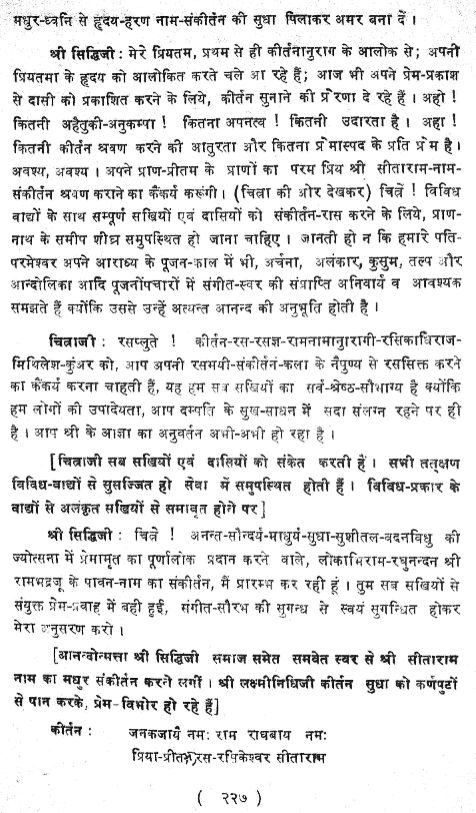 मधुर-ध्वनि से हृदय-हरण नाम-संकीर्तन की सुधा पिलाकर अमर बना दें ।
श्री सिद्धिजी : मेरे प्रियतम, प्रथम से ही कीर्तनानुराग के आलोक से; अपनी
प्रियतमा के हृदय को आलोकित करते चले आ रहे हैं; आज भी अपने प्रेम-प्रकाश
से दासी को प्रकाशित करने के लिये, कीर्तन सुनाने की प्रेरणा दे रहे हैं । अहो !
कितनी अहैतुकी-अनुकम्पा ! कितना अपनत्व ! कितनी उदारता है । अहा !
कितनी कीर्तन श्रवण करने की आतुरता और कितना प्रेमास्पद के प्रति प्रेम है ।
अवश्य, अवश्य । अपने प्राण-प्रीतम के प्राणों का परम प्रिय श्री सीताराम-नाम-
संकीर्तन श्रवण कराने का कैंकर्य करूंगी । (चित्रा की ओर देखकर) चित्रे ! विविध
वाद्यों के साथ सम्पूर्ण सखियों एवं दासियों को संकीर्तन-रास करने के लिये, प्राण-
नाथ के समीप शीघ्र समुपस्थित हो जाना चाहिए । जानती हो न कि हमारे पति-
परमेश्वर अपने आराध्य के पूजन-काल में भी, अर्चना, अलंकार, कुसुम, तल्प और
आन्दोलिका आदि पूजनोपचारों में संगीत-स्वर की संप्राप्ति अनिवार्य व आवश्यक
समझते हैं क्योंकि उससे उन्हें अत्यन्त आनन्द की अनुभूति होती है ।
चित्राजी : रसप्लुते ! कीर्तन-रस-रसज्ञ-रामनामानुरागी-रसिकाधिराज-
मिथिलेश-कुंअर को, आप अपनी रसमयी-संकीर्तन-कला के नैपुण्य से रससिक्त करने
का कैंकर्य करना चाहती हैं, यह हम सब सखियों का सर्व-श्रेष्ठ-सौभाग्य है क्योंकि
हम लोगों की उपादेयता, आप दम्पति के सुख-साधन में सदा संलग्न रहने पर ही
है । आप श्री के आज्ञा का अनुवर्तन अभी-अभी हो रहा है ।
[चित्राजी सब सखियों एवं दासियों को संकेत करती हैं । सभी तत्क्षण
विविध-वाद्यों से सुसज्जित हो सेवा में समुपस्थित होती हैं । विविध-प्रकार के
वाद्यों से अलंकृत सखियों से समावृत होने पर]
श्री सिद्धिजी : चित्रे ! अनन्त-सौन्दर्य-माधुर्य-सुधा-सुशीतल-बदनविधु की
ज्योत्सना में प्रेमामृत का पूर्णालोक प्रदान करने वाले, लोकाभिराम-रघुनन्दन श्री
रामभद्रजू के पावन-नाम का संकीर्तन, मैं प्रारम्भ कर रही हूं । तुम सब सखियों से
संयुक्त प्रेम-प्रवाह में बही हुई, संगीत-सौरभ की सुगन्ध से स्वयं सुगन्धित होकर
मेरा अनुसरण करो ।
[आनन्दोन्मत्ता श्री सिद्धिजी समाज समेत समवेत स्वर से श्री सीताराम
नाम का मधुर संकीर्तन करने लगीं । श्री लक्ष्मीनिधिजी कीर्तन सुधा को कर्णपुटों
से पान करके, प्रेम-विभोर हो रहे हैं]
कीर्तन : जनकजायै नमः राम राघवाय नमः
प्रिया-प्रीतम रस-रषिकेश्वर सीताराम
( २२७ )